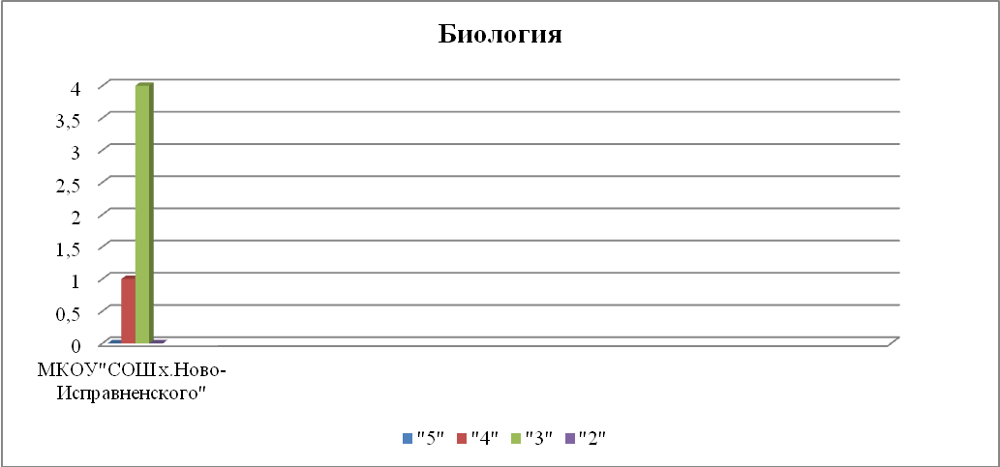 Биология
4
3,5
3
2,5
2
1,5
1
0,5
0
МКОУ"СОШ х.Ново-
Исправненского"
"5" "4" "3" "2"